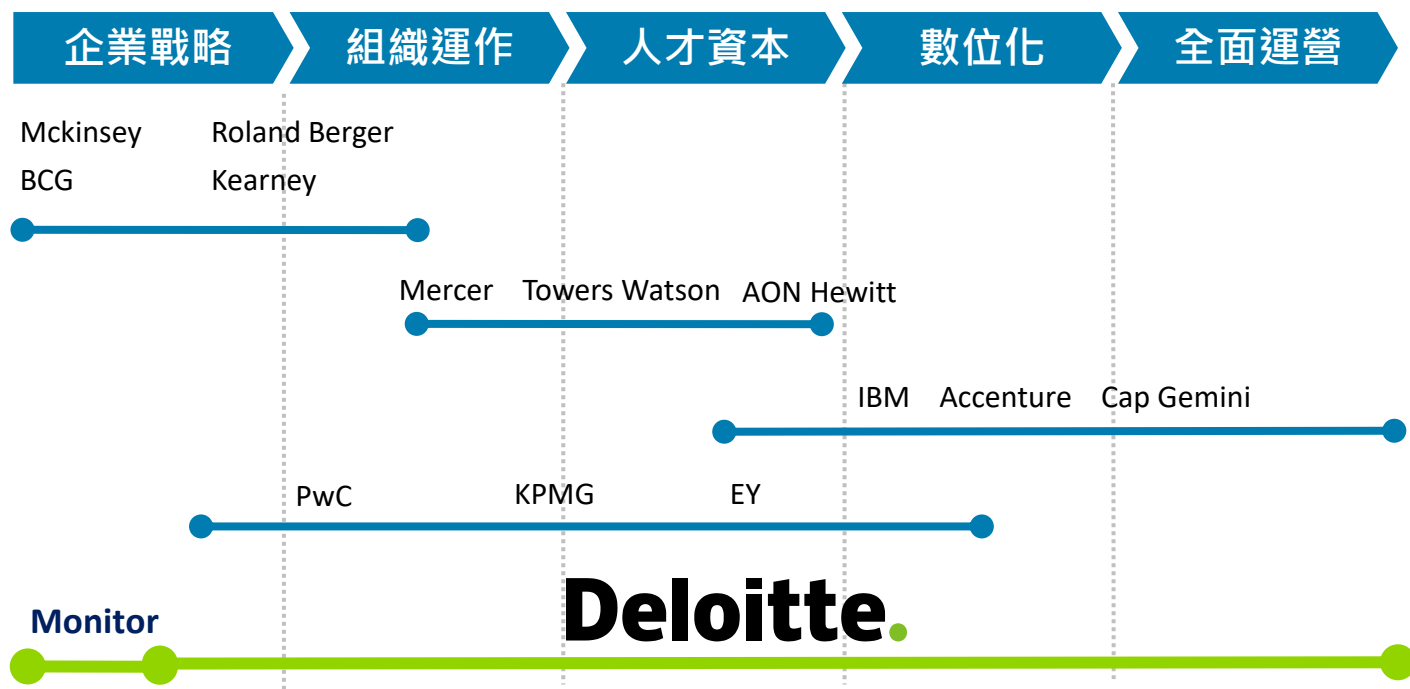 企業戰略 組織運作 人才資本 數位化 全面運營
Mckinsey Roland Berger
BCG Kearney
Mercer Towers Watson AON Hewitt
IBM Accenture Cap Gemini
PwC KPMG EY
Deloitte.
Monitor